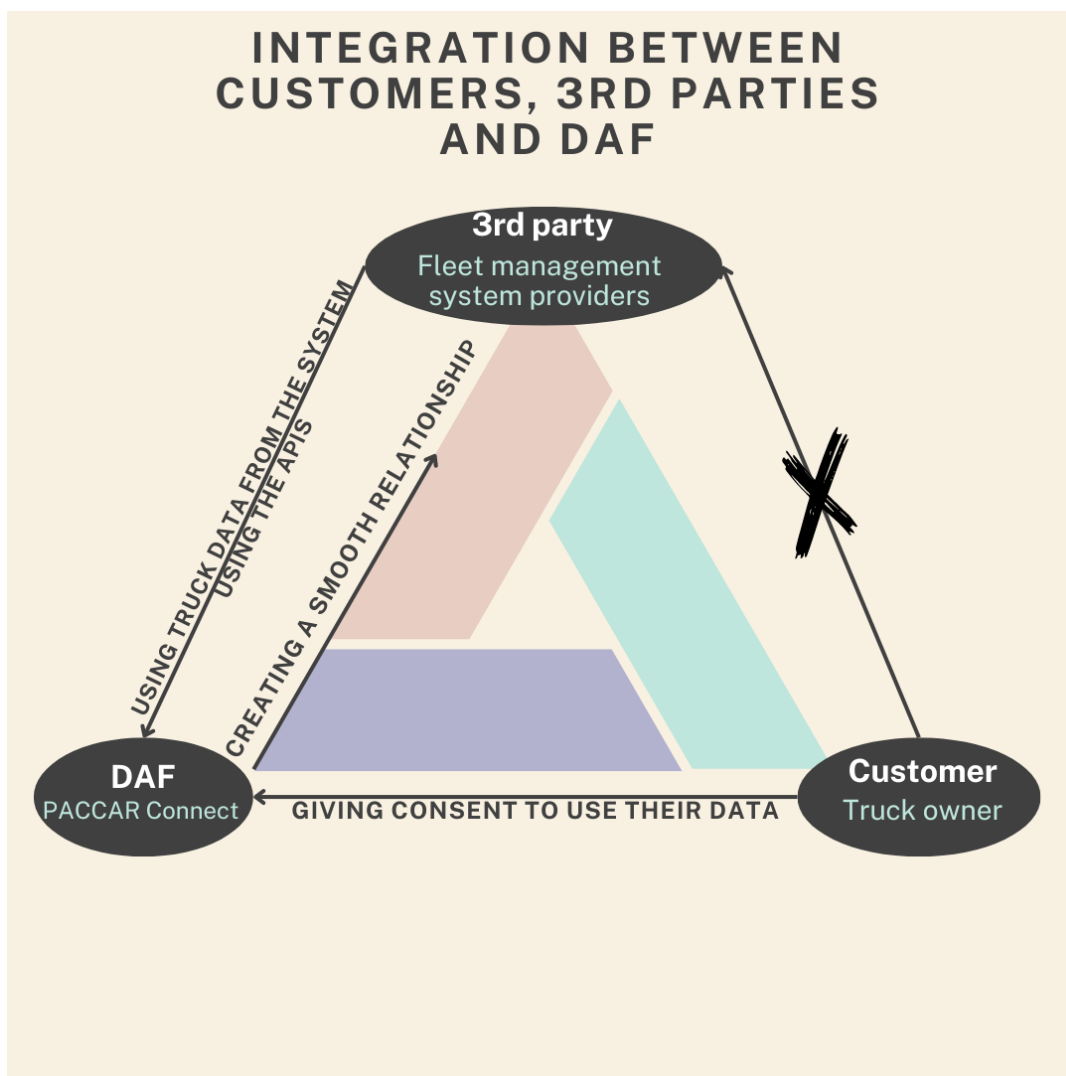 INTEGRATION BETWEEN
CUSTOMERS, 3RD PARTIES
AND DAF
3rd party
Fleet management
system providers
USING TRUCK DATA FROM THE SYSTEM
USING THE APIS
CREATING A SMOOTH RELATIONSHIP
DAF
PACCAR Connect
GIVING CONSENT TO USE THEIR DATA
Customer
Truck owner